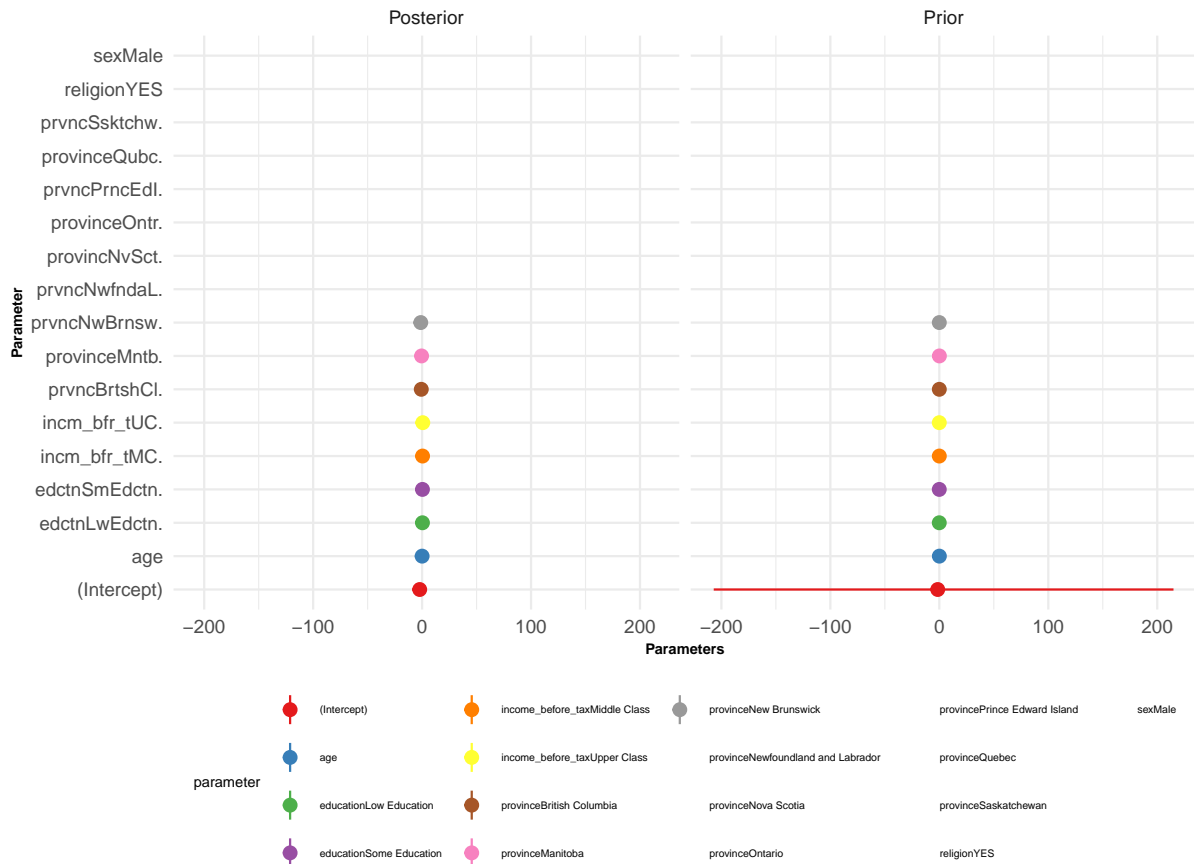 Posterior
Prior
sexMale
religionYES
prvncSsktchw.
provinceQubc.
prvncPrncEdI.
provinceOntr.
provincNvSct.
prvncNwfndaL.
prvncNwBrnsw.
provinceMntb.
prvncBrtshCl.
incm_bfr_tUC.
incm_bfr_tMC.
edctnSmEdctn.
edctnLwEdctn.
age
(Intercept)
Parameter
−200 −100 0 100 200
−200 −100 0 100 200
Parameters
parameter
(Intercept)
age
educationLow Education
educationSome Education
income_before_taxMiddle Class
income_before_taxUpper Class
provinceBritish Columbia
provinceManitoba
provinceNew Brunswick
provinceNewfoundland and Labrador
provinceNova Scotia
provinceOntario
provincePrince Edward Island
provinceQuebec
provinceSaskatchewan
religionYES
sexMale